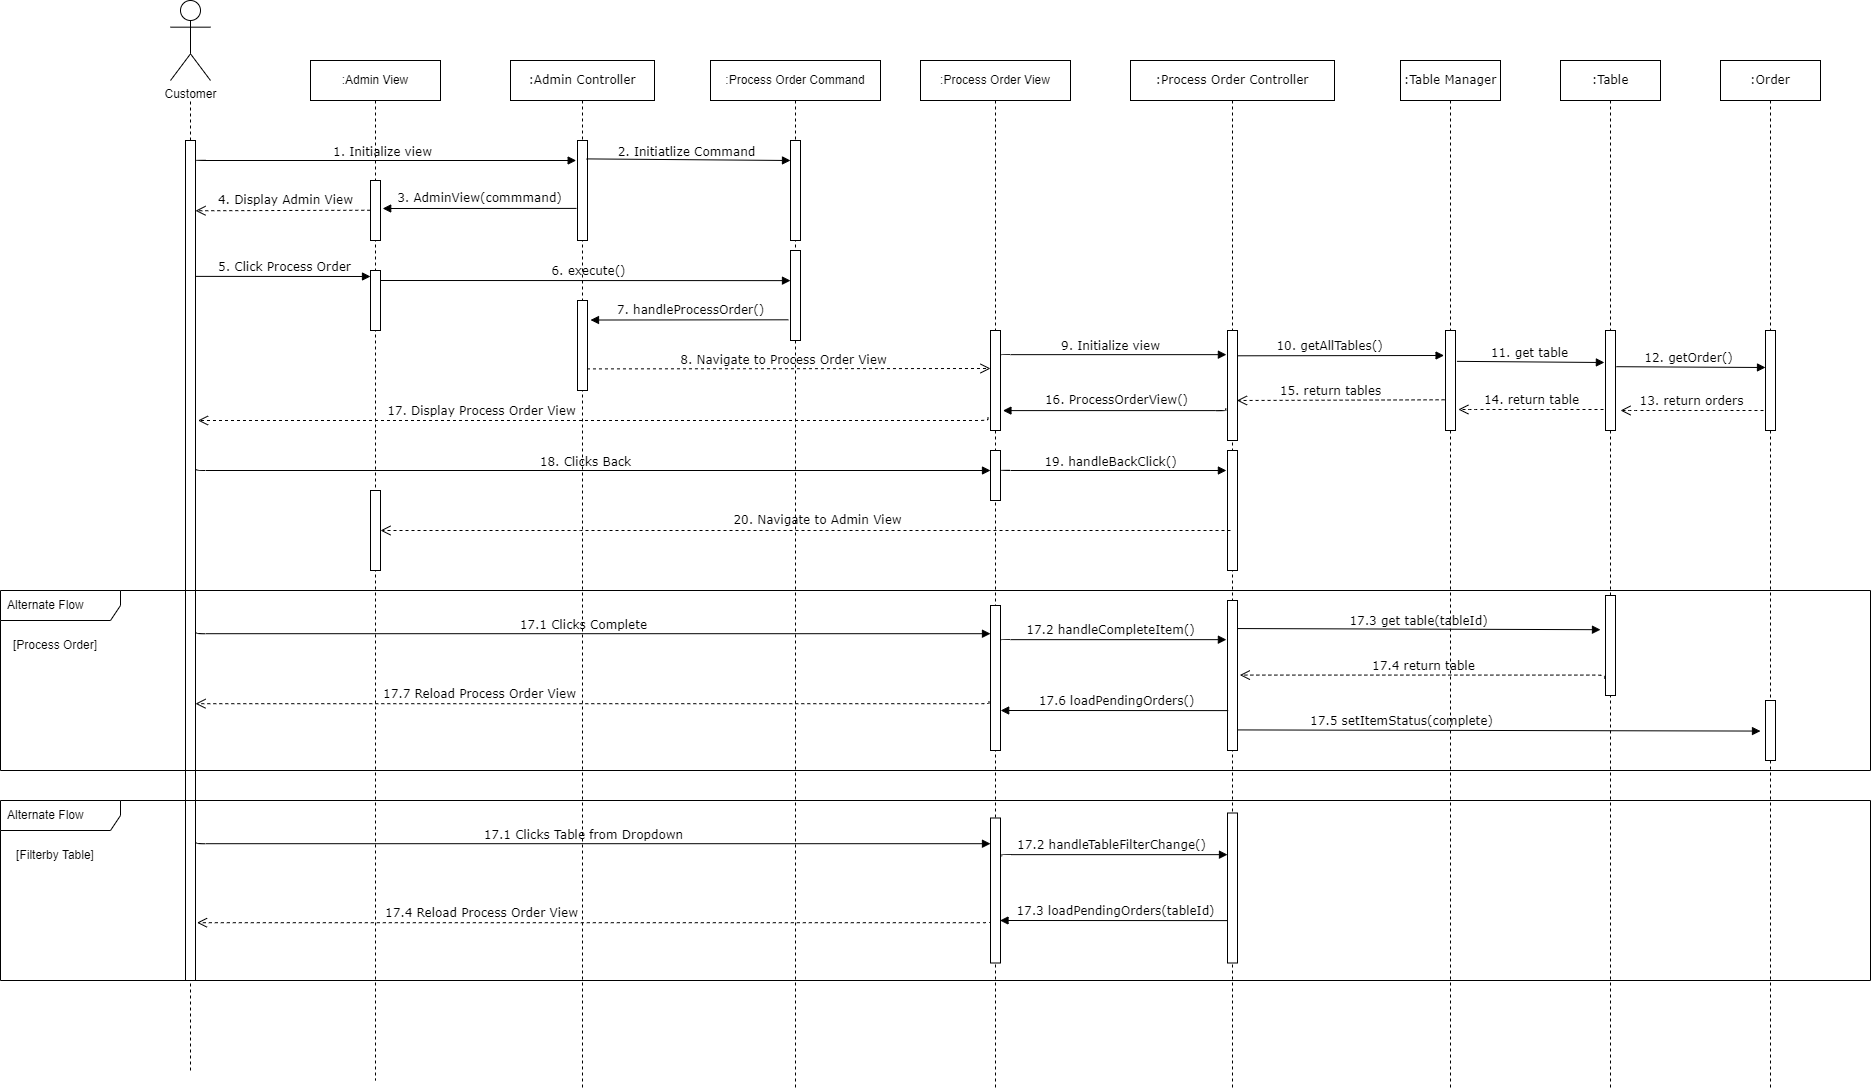 Customer
:Admin View
:Admin Controller
:Process Order Command
:Process Order View
:Process Order Controller
:Table Manager
:Table
:Order
1. Initialize view
2. Initiatlize Command
3. AdminView(commmand)
4. Display Admin View
5. Click Process Order
6. execute()
7. handleProcessOrder()
8. Navigate to Process Order View
9. Initialize view
10. getAllTables()
11. get table
12. getOrder()
13. return orders
14. return table
15. return tables
16. ProcessOrderView()
17. Display Process Order View
18. Clicks Back
19. handleBackClick()
20. Navigate to Admin View
Alternate Flow
[Process Order]
17.1 Clicks Complete
17.2 handleCompleteItem()
17.3 get table(tableId)
17.4 return table
17.7 Reload Process Order View
17.6 loadPendingOrders()
17.5 setItemStatus(complete)
Alternate Flow
[Filterby Table]
17.1 Clicks Table from Dropdown
17.2 handleTableFilterChange()
17.3 loadPendingOrders(tableId)
17.4 Reload Process Order View